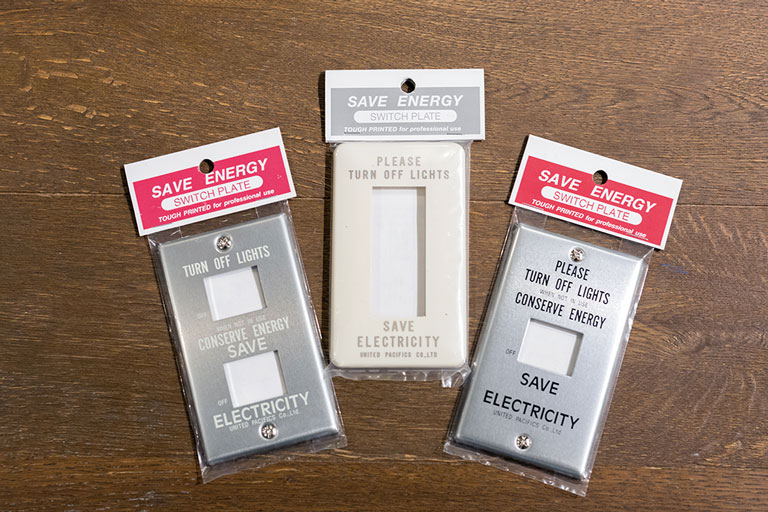 SAVE ENERGY
SWITCH PLATE
TOUGH PRINTED for professional use
TURN OFF LIGHTS
OFF
WHEN NOT IN USE
CONSERVE ENERGY
SAVE
OFF
ELECTRICITY
UNITED PACIFICS Co.,Ltd
SAVE ENERGY
SWITCH PLATE
TOUGH PRINTED for professional use
PLEASE
TURN OFF LIGHTS
SAVE
ELECTRICITY
UNITED PACIFICS CO.,LTD
SAVE ENERGY
SWITCH PLATE
TOUGH PRINTED for professional use
PLEASE
TURN OFF LIGHTS
WHEN NOT IN USE
CONSERVE ENERGY
OFF
SAVE
ELECTRICITY
UNITED PACIFICS Co.,Ltd